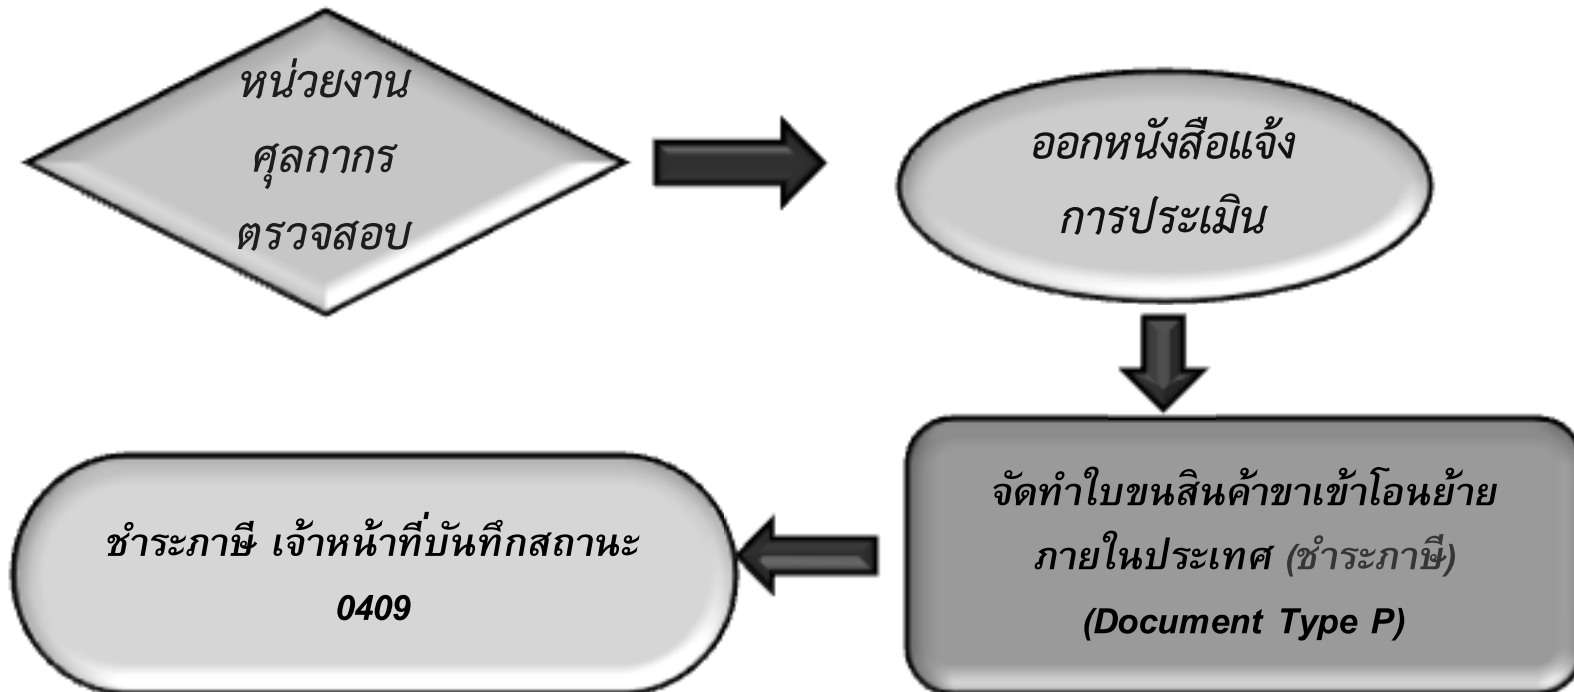 หน่วยงาน
ศุลกากร
ตรวจสอบ
ออกหนังสือแจ้ง
การประเมิน
จัดทำใบขนสินค้าขาเข้าโอนย้าย
ภายในประเทศ (ชำระภาษี)
(Document Type P)
ชำระภาษี เจ้าหน้าที่บันทึกสถานะ
0409